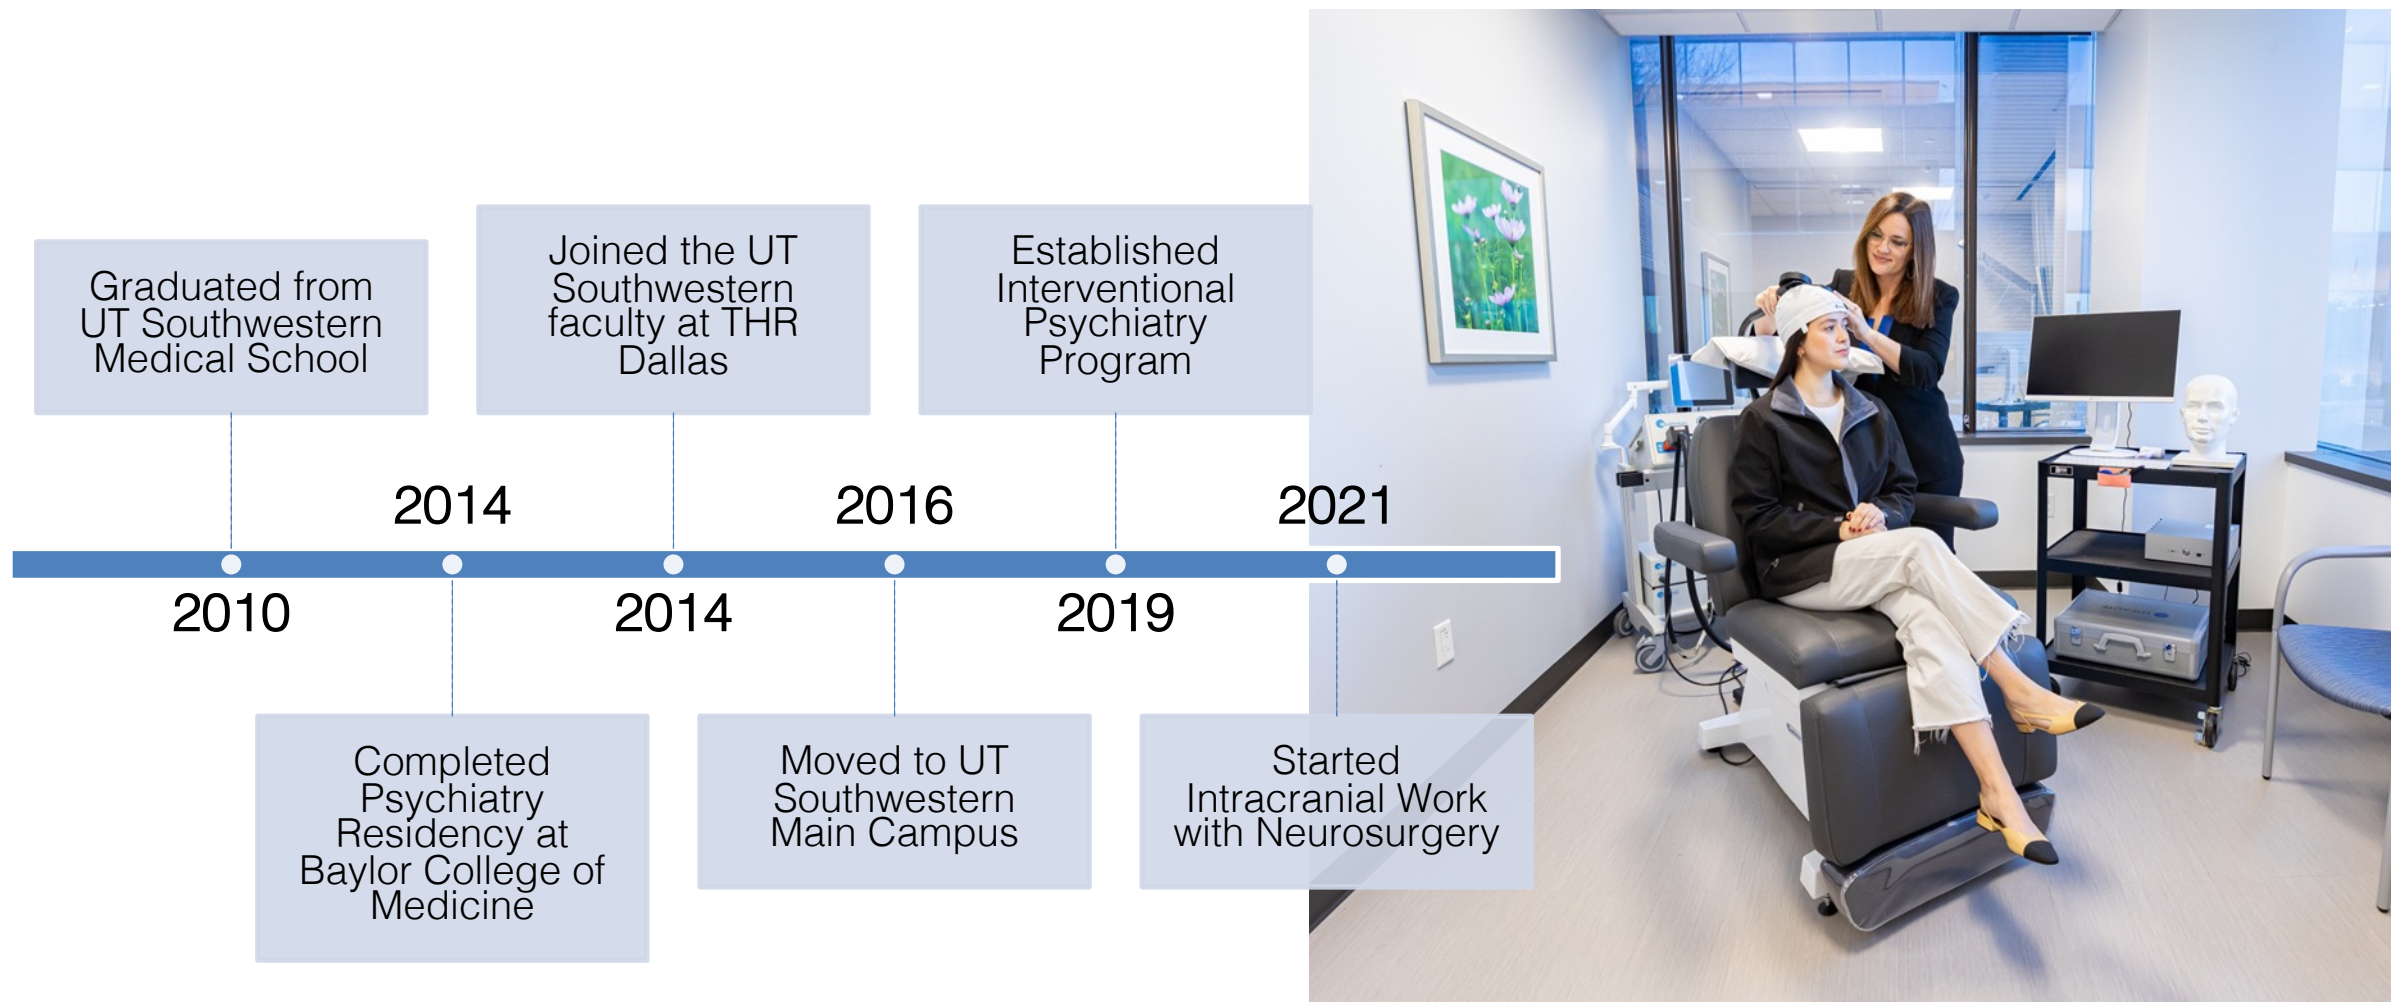 Graduated from
UT Southwestern
Medical School
Joined the UT
Southwestern
faculty at THR
Dallas
Established
Interventional
Psychiatry
Program
2014
2016
2021
2010
2014
2019
Completed
Psychiatry
Residency at
Baylor College of
Medicine
Moved to UT
Southwestern
Main Campus
Started
Intracranial Work
with Neurosurgery